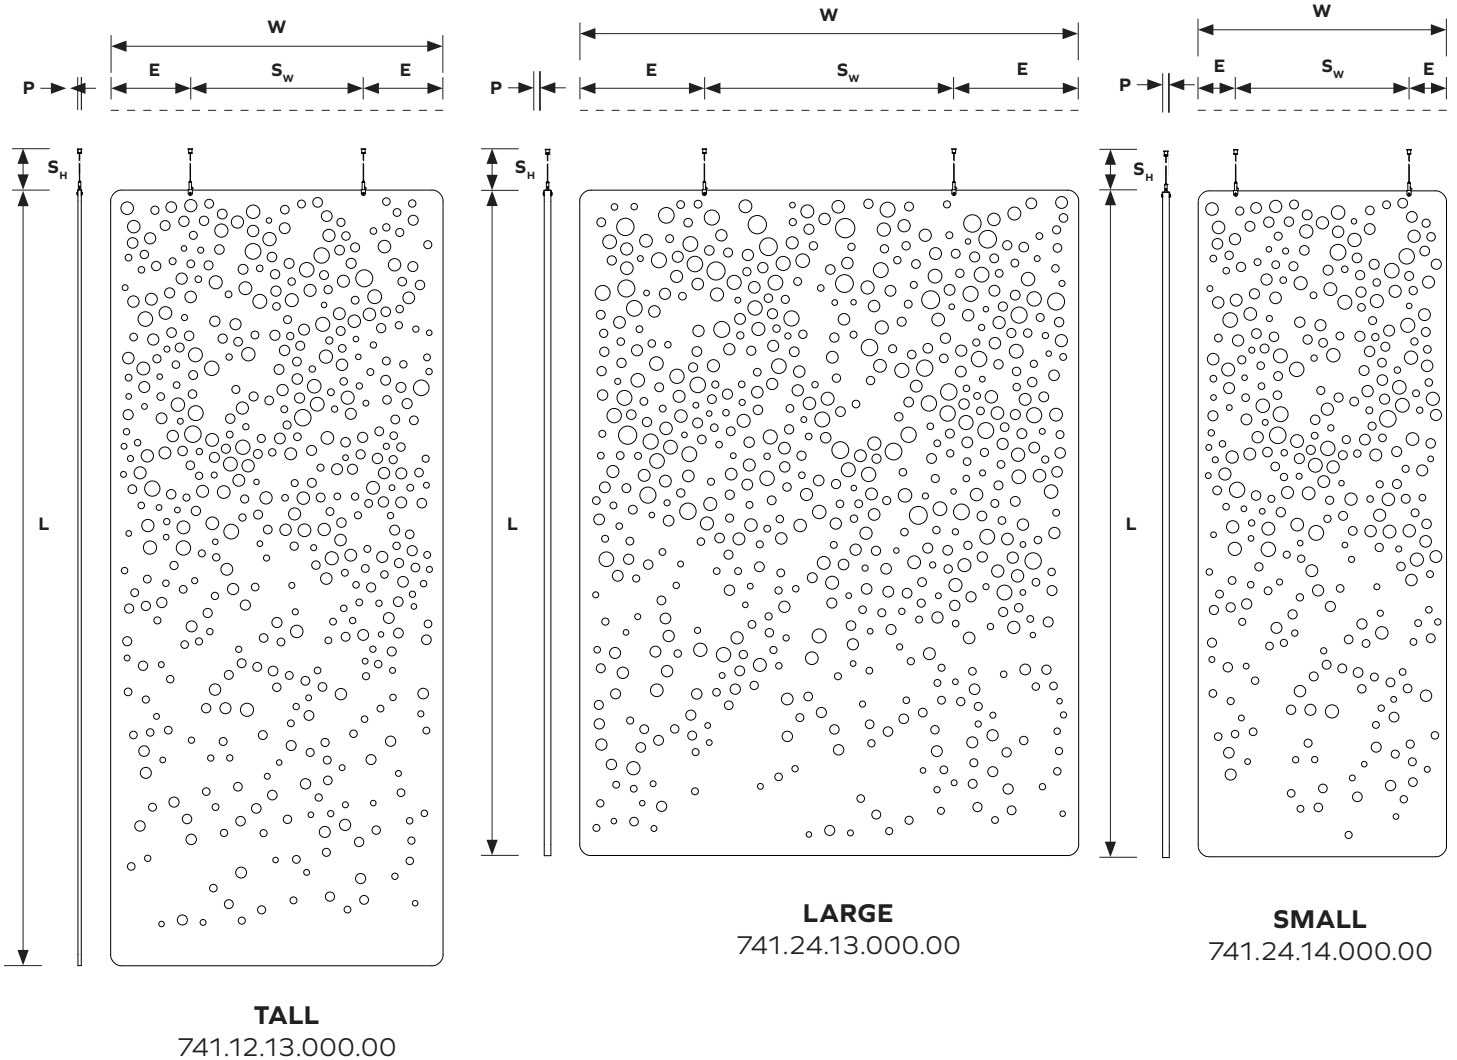 W
E
S_W
E
P
S_H
L
TALL
741.12.13.000.00
W
E
S_W
E
P
S_H
L
LARGE
741.24.13.000.00
W
E
S_W
E
P
S_H
L
SMALL
741.24.14.000.00